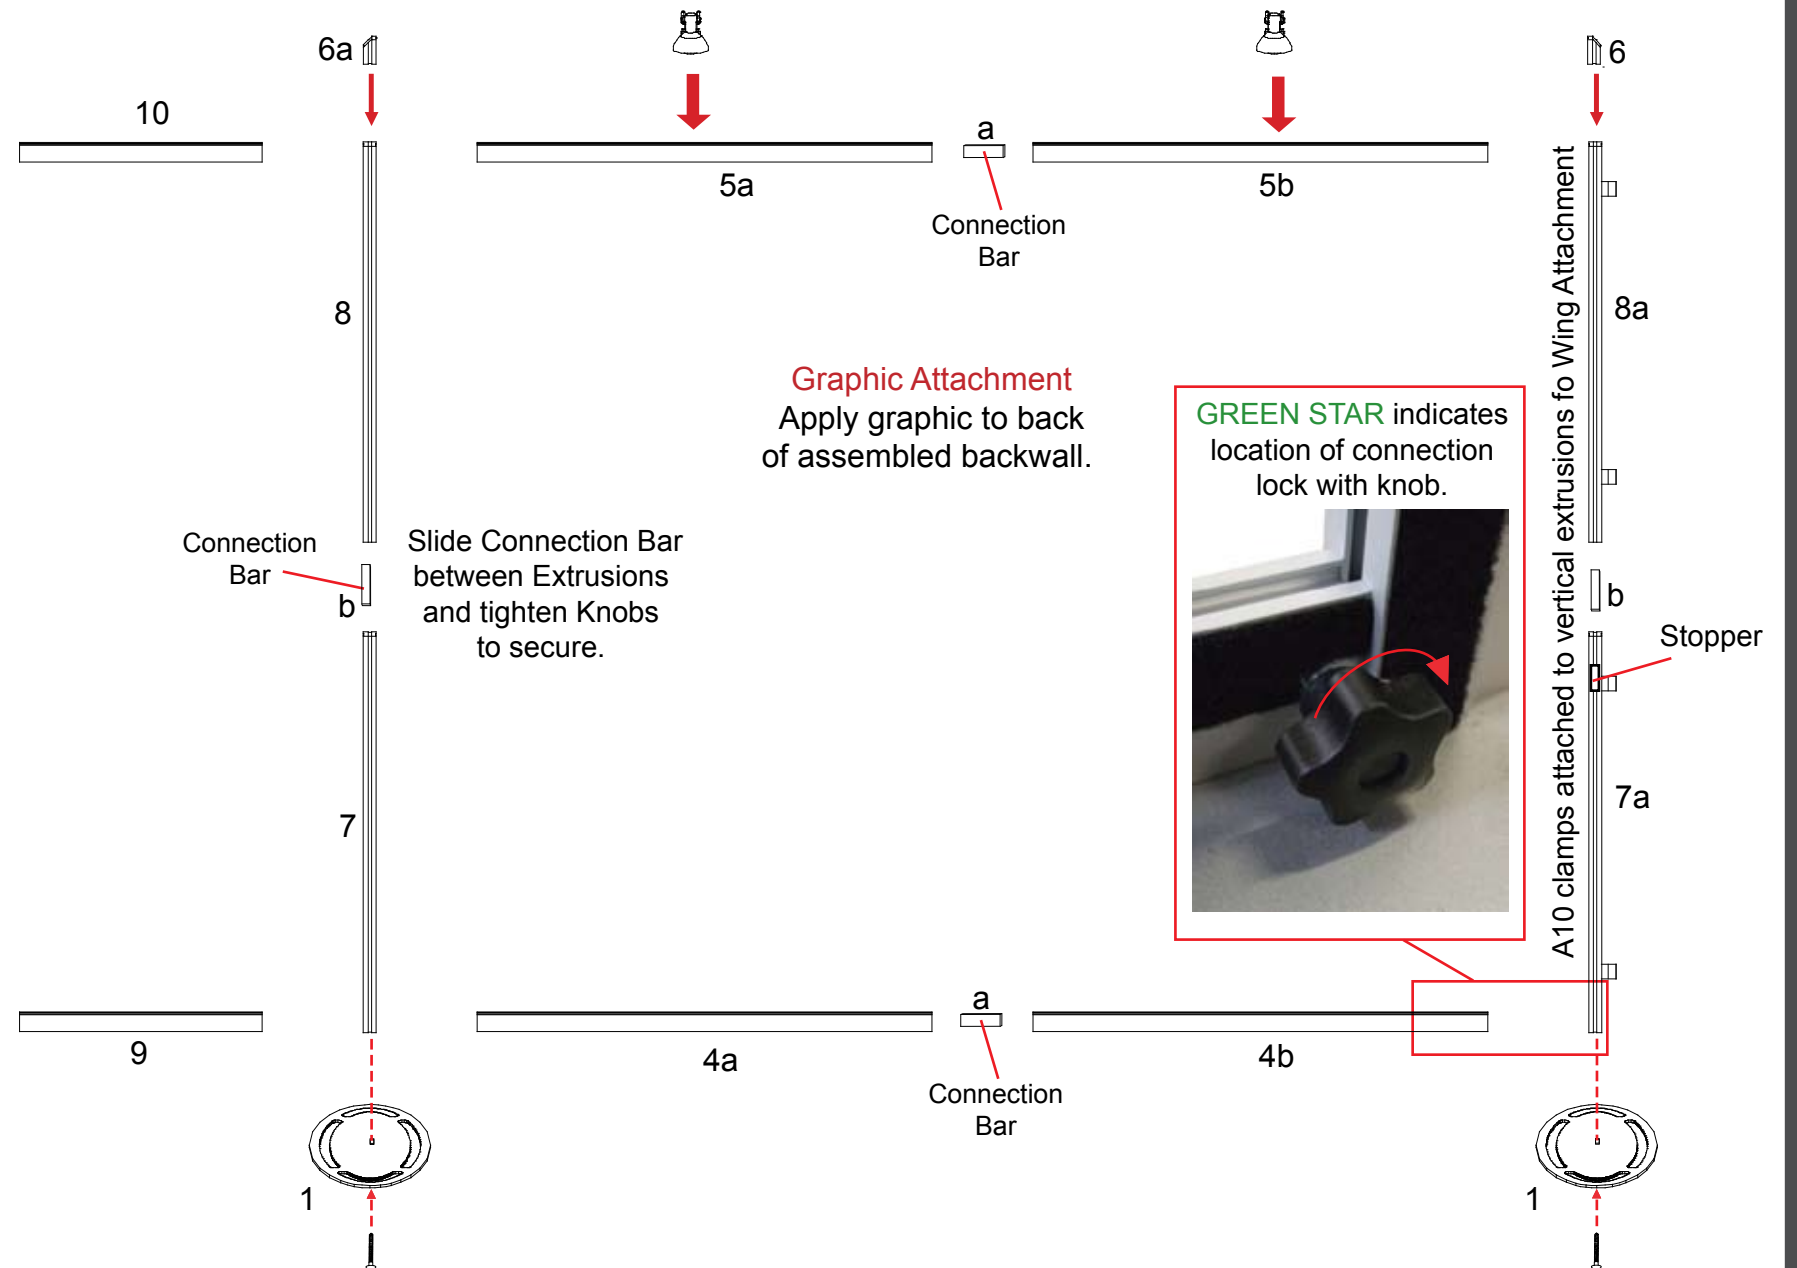 6a
6
10
a
5a
5b
Connection
Bar
8
8a
A10 clamps attached to vertical extrusions fo Wing Attachment
Graphic Attachment
Apply graphic to back
of assembled backwall.
GREEN STAR indicates
location of connection
lock with knob.
Connection
Bar
b
Slide Connection Bar
between Extrusions
and tighten Knobs
to secure.
b
Stopper
7
7a
a
9
4a
4b
Connection
Bar
1
1